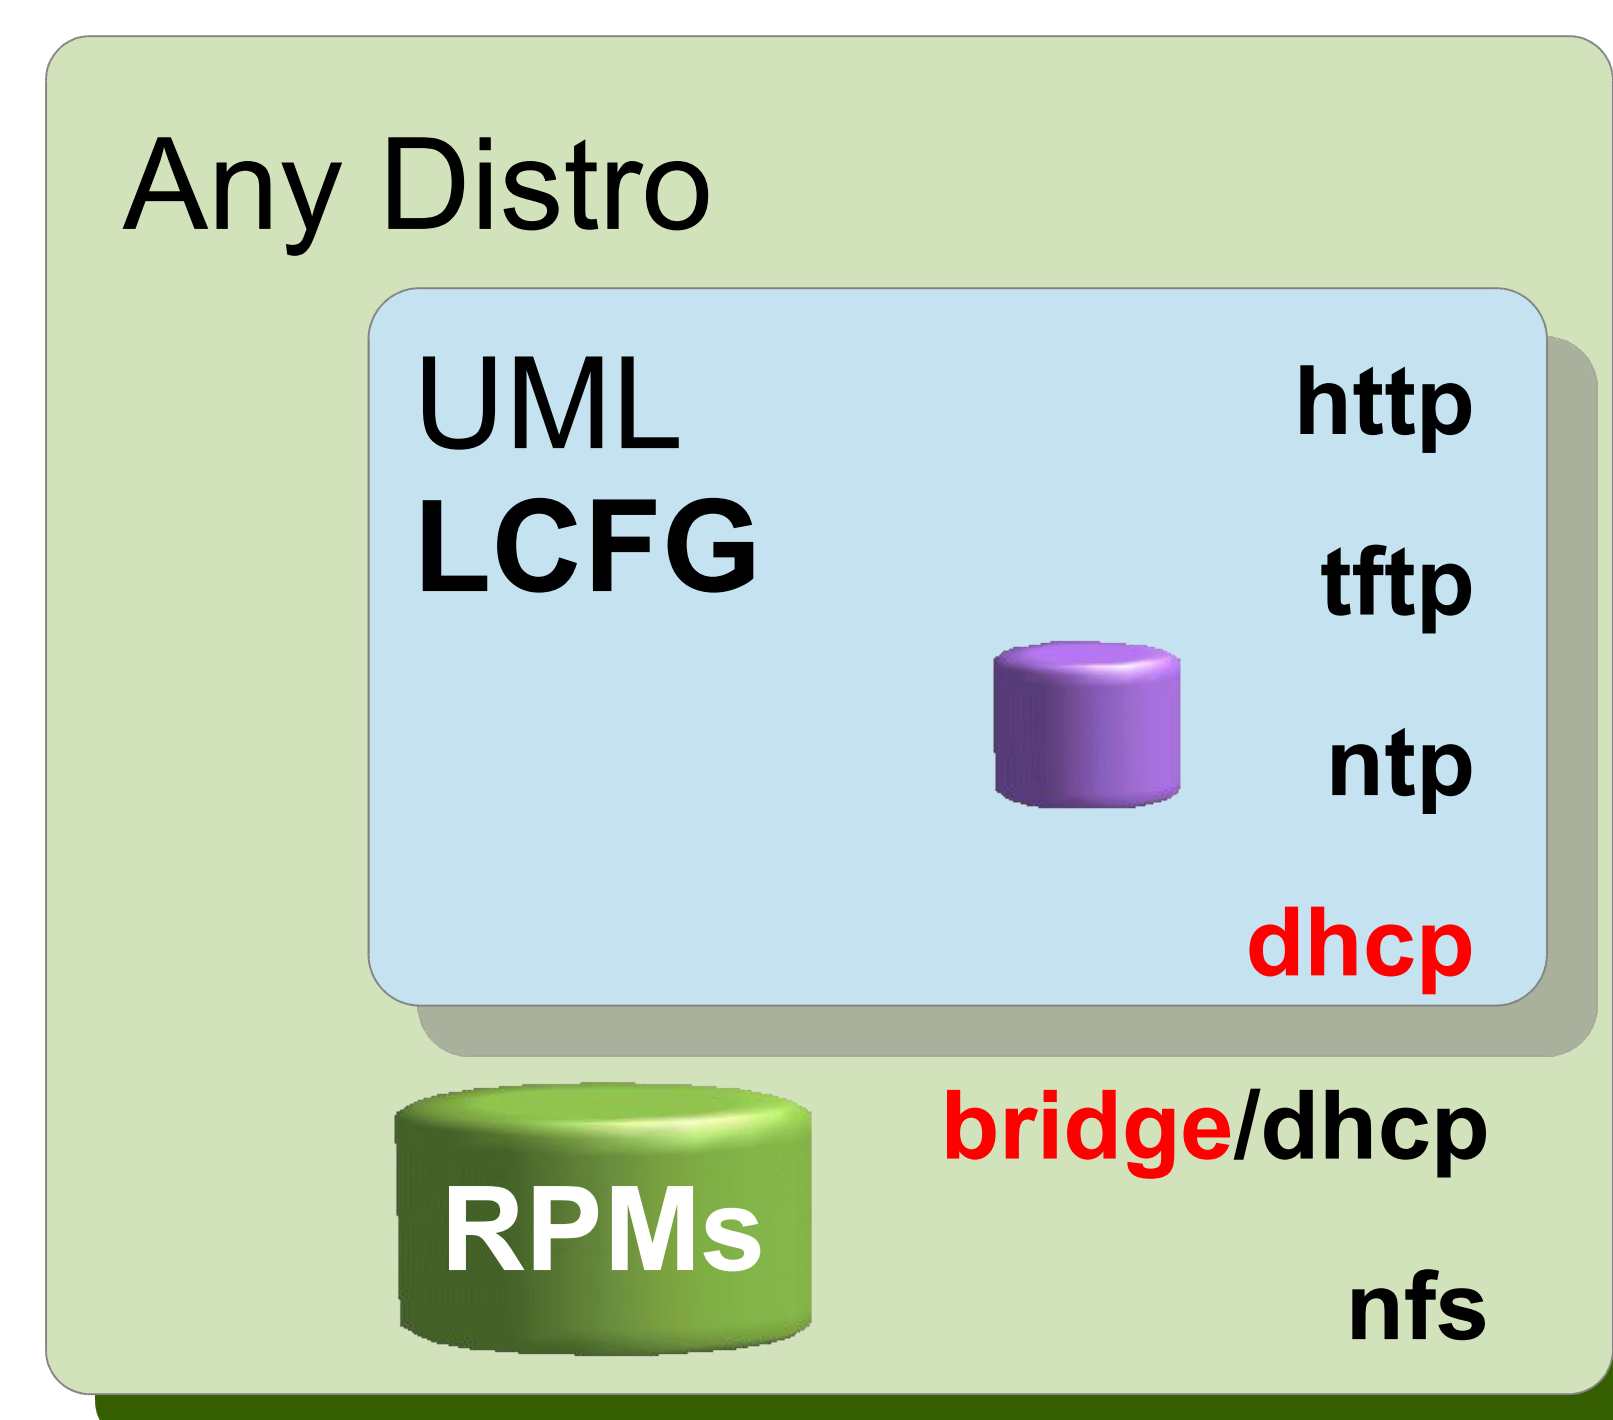 Any Distro
UML
LCFG
http
tftp
ntp
dhcp
bridge/dhcp
RPMs
nfs